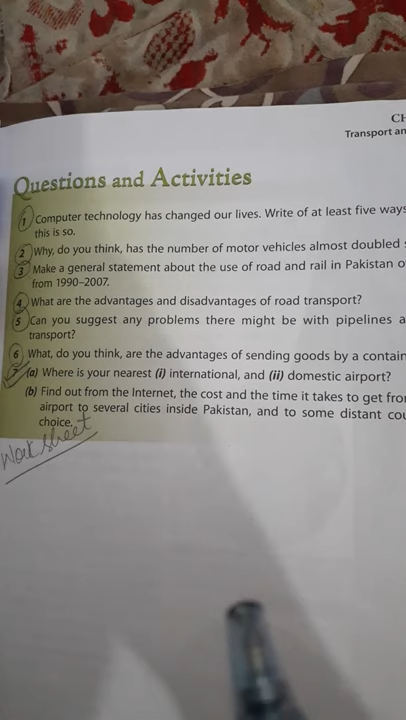 CH
Transport an
Questions and Activities
1 Computer technology has changed our lives. Write of at least five ways
this is so.
2 Why, do you think, has the number of motor vehicles almost doubled
3 Make a general statement about the use of road and rail in Pakistan o
from 1990–2007.
4 What are the advantages and disadvantages of road transport?
5 Can you suggest any problems there might be with pipelines a
transport?
6 What, do you think, are the advantages of sending goods by a contain
(a) Where is your nearest (i) international, and (ii) domestic airport?
(b) Find out from the Internet, the cost and the time it takes to get fro
airport to several cities inside Pakistan, and to some distant cou
choice.
Work sheet